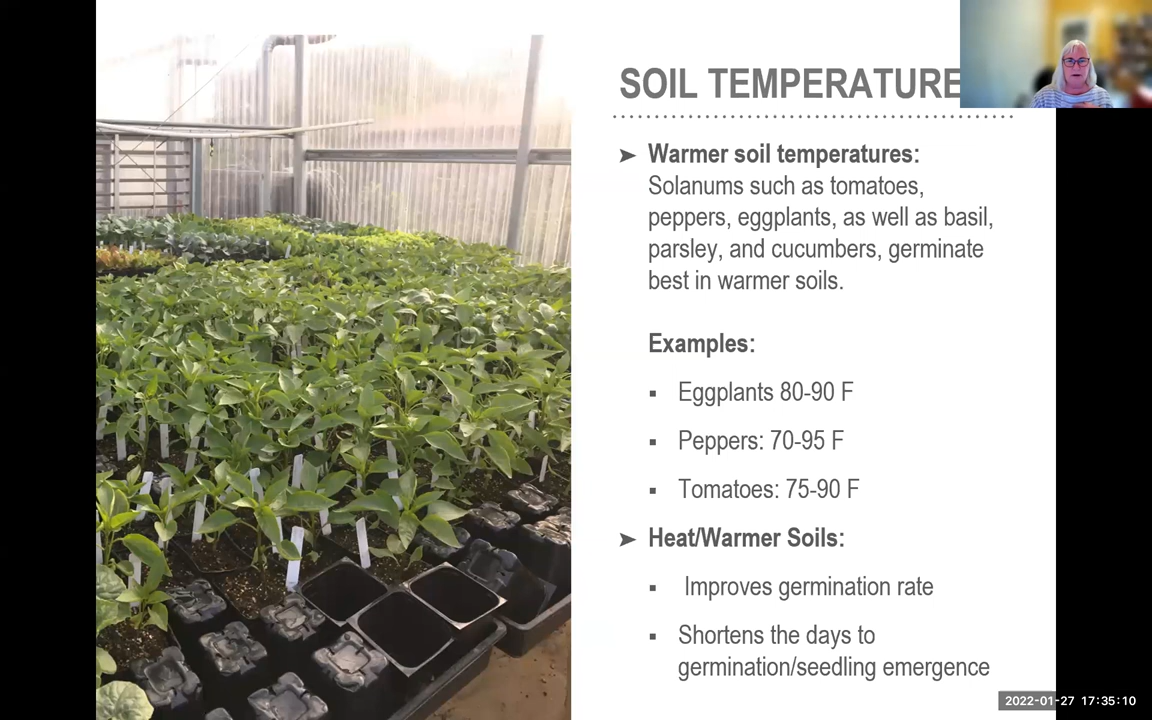 SOIL TEMPERATURE
➤ Warmer soil temperatures:
Solanums such as tomatoes,
peppers, eggplants, as well as basil,
parsley, and cucumbers, germinate
best in warmer soils.
Examples:
▪ Eggplants 80-90 F
▪ Peppers: 70-95 F
▪ Tomatoes: 75-90 F
➤ Heat/Warmer Soils:
▪ Improves germination rate
▪ Shortens the days to
germination/seedling emergence
2022-01-27 17:35:10